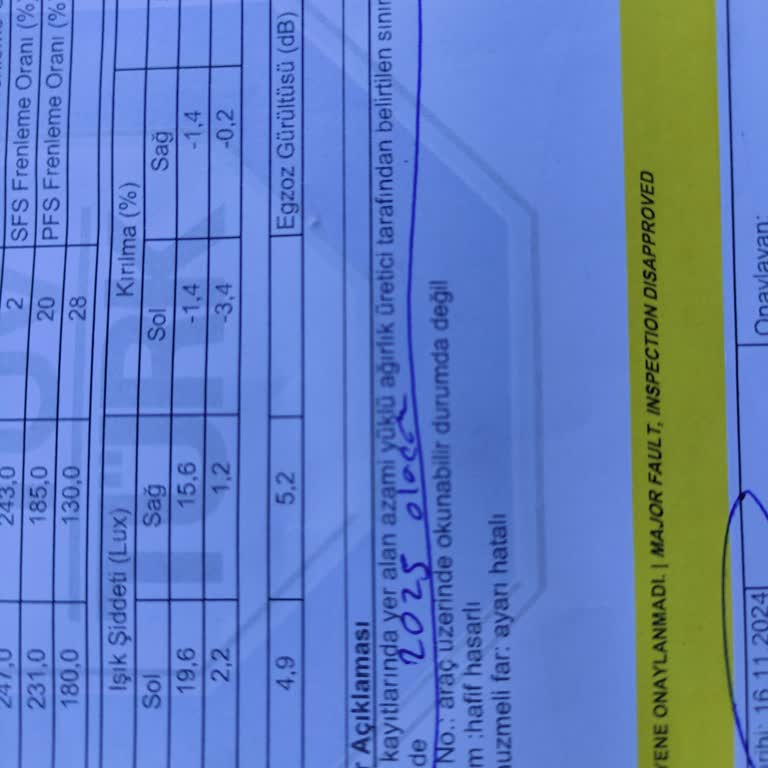 247,0 243,0 2 SFS Frenleme Oranı (%
231,0 185,0 20 PFS Frenleme Oranı (%
180,0 130,0 28
Işık Şiddeti (Lux) Kırılma (%)
Sol Sağ Sol Sağ
19,6 15,6 -1,4 -1,4
2,2 1,2 -3,4 -0,2
4,9 5,2 Egzoz Gürültüsü (dB)
TÜRK
r Açıklaması
kayıtlarında yer alan azami yüklü ağırlık üretici tarafından belirtilen sınır
de 2025
No.: araç üzerinde okunabilir durumda değil
m :hafif hasarlı
uzmeli far: ayarı hatalı
YENE ONAYLANMADI. | MAJOR FAULT, INSPECTION DISAPPROVED
Onaylayan:
arihi: 16.11.2024